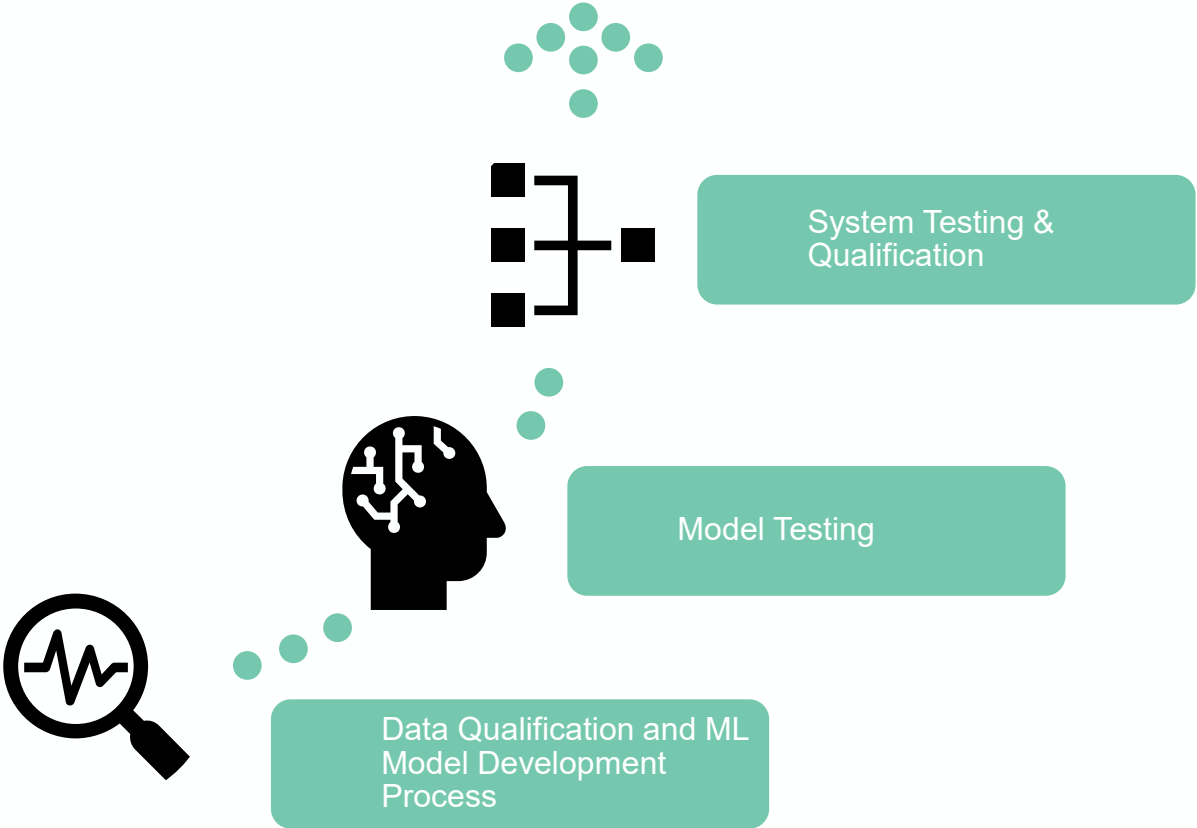 System Testing &
Qualification
Model Testing
Data Qualification and ML
Model Development
Process